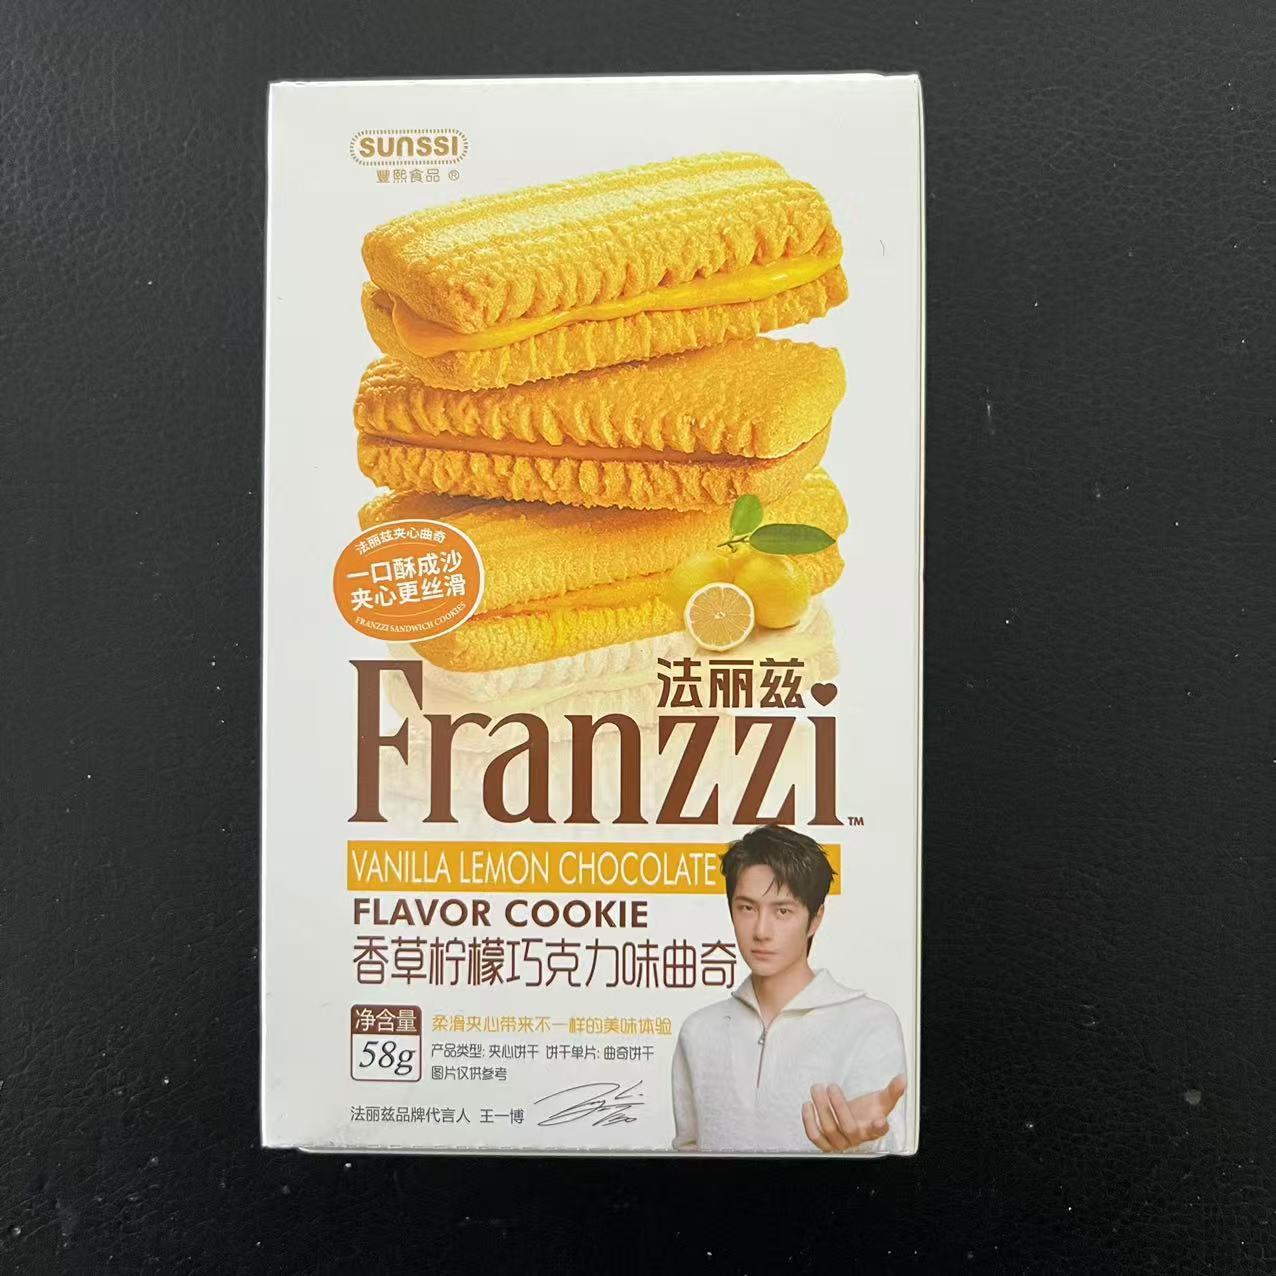 SUNSSI
豐熙食品 ®
法丽兹夹心曲奇
一口酥成沙
夹心更丝滑
FRANZZI SANDWICH COOKIES
法丽兹
Franzzi™
VANILLA LEMON CHOCOLATE
FLAVOR COOKIE
香草柠檬巧克力味曲奇
净含量
58g
柔滑夹心带来不一样的美味体验
产品类型: 夹心饼干 饼干单片: 曲奇饼干
图片仅供参考
法丽兹品牌代言人 王一博